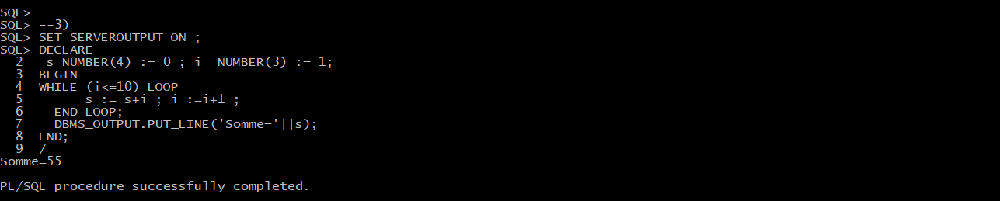 SQL>
SQL> --3)
SQL> SET SERVEROUTPUT ON ;
SQL> DECLARE
  2   s NUMBER(4) := 0 ; i  NUMBER(3) := 1;
  3  BEGIN
  4  WHILE (i<=10) LOOP
  5        s := s+i ; i :=i+1 ;
  6    END LOOP;
  7    DBMS_OUTPUT.PUT_LINE('Somme='||s);
  8  END;
  9  /
Somme=55
PL/SQL procedure successfully completed.